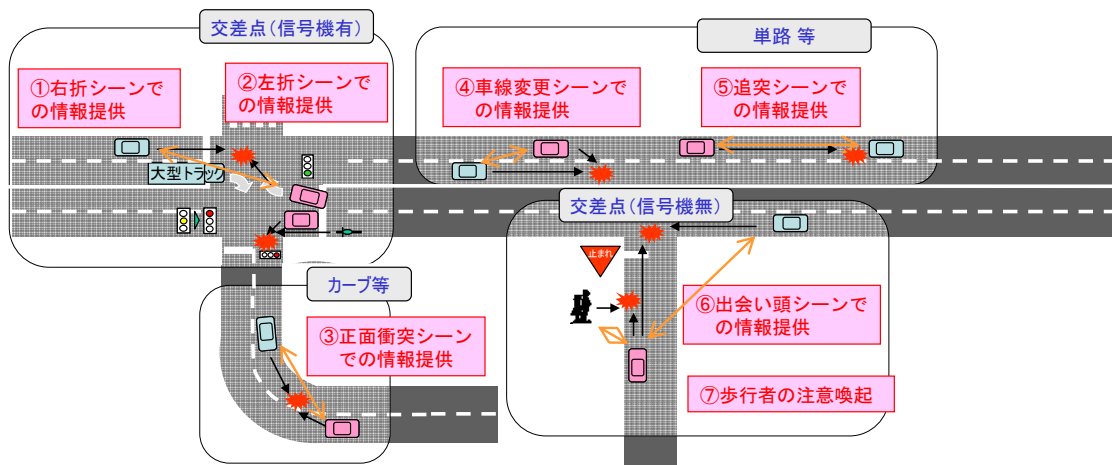 交差点(信号機有)
①右折シーンで
の情報提供
②左折シーンで
の情報提供
大型トラック
単路 等
④車線変更シーンで
の情報提供
⑤追突シーンで
の情報提供
カーブ等
③正面衝突シーン
での情報提供
交差点(信号機無)
止まれ
⑥出会い頭シーンで
の情報提供
⑦歩行者の注意喚起